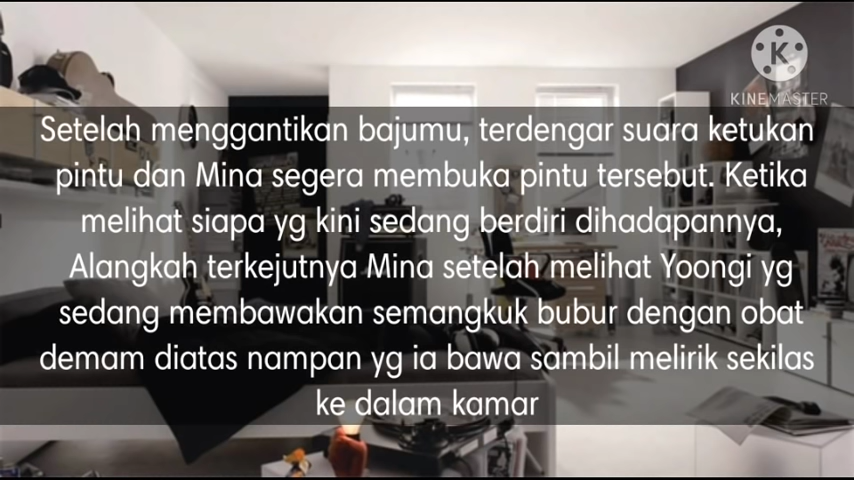 KINEMASTER
Setelah menggantikan bajumu, terdengar suara ketukan
pintu dan Mina segera membuka pintu tersebut. Ketika
melihat siapa yg kini sedang berdiri dihadapannya,
Alangkah terkejutnya Mina setelah melihat Yoongi yg
sedang membawakan semangkuk bubur dengan obat
demam diatas nampan yg ia bawa sambil melirik sekilas
ke dalam kamar